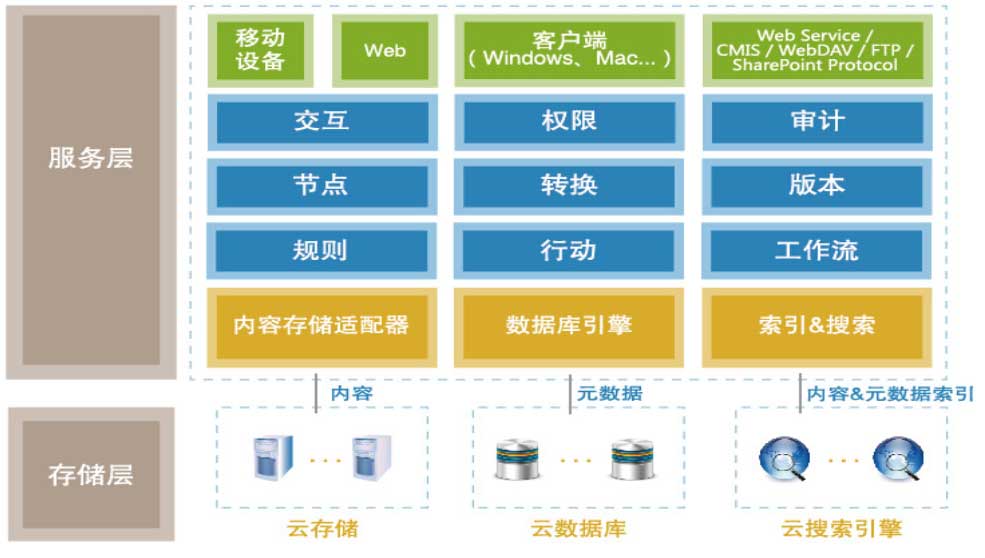 移动
设备
Web
客户端
（Windows、Mac...）
Web Service /
CMIS / WebDAV / FTP /
SharePoint Protocol
服务层
交互
权限
审计
节点
转换
版本
规则
行动
工作流
内容存储适配器
数据库引擎
索引&搜索
内容
元数据
内容&元数据索引
存储层
云存储
云数据库
云搜索引擎